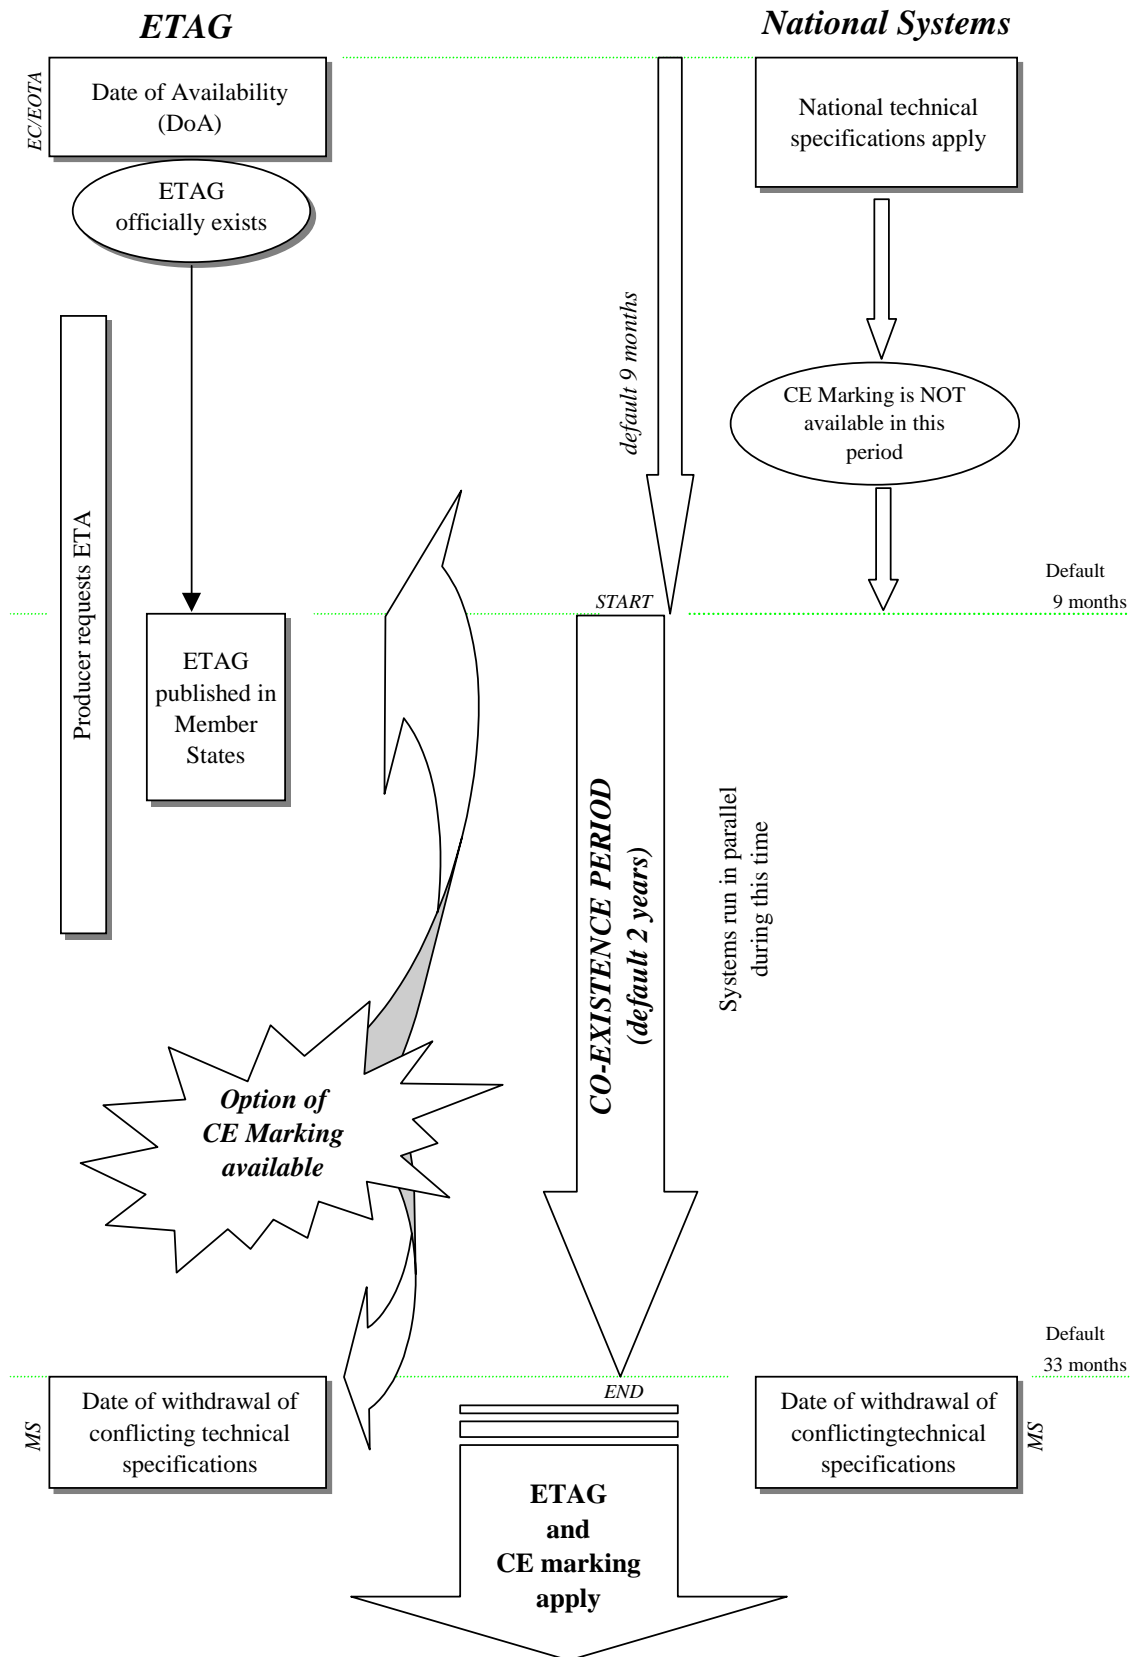 ETAG
National Systems
EC/EOTA
Date of Availability
(DoA)
National technical
specifications apply
ETAG
officially exists
default 9 months
CE Marking is NOT
available in this
period
Producer requests ETA
Default
9 months
START
ETAG
published in
Member
States
CO-EXISTENCE PERIOD
(default 2 years)
Systems run in parallel
during this time
Option of
CE Marking
available
Default
33 months
END
MS
Date of withdrawal of
conflicting technical
specifications
Date of withdrawal of
conflictingtechnical
specifications
MS
ETAG
and
CE marking
apply